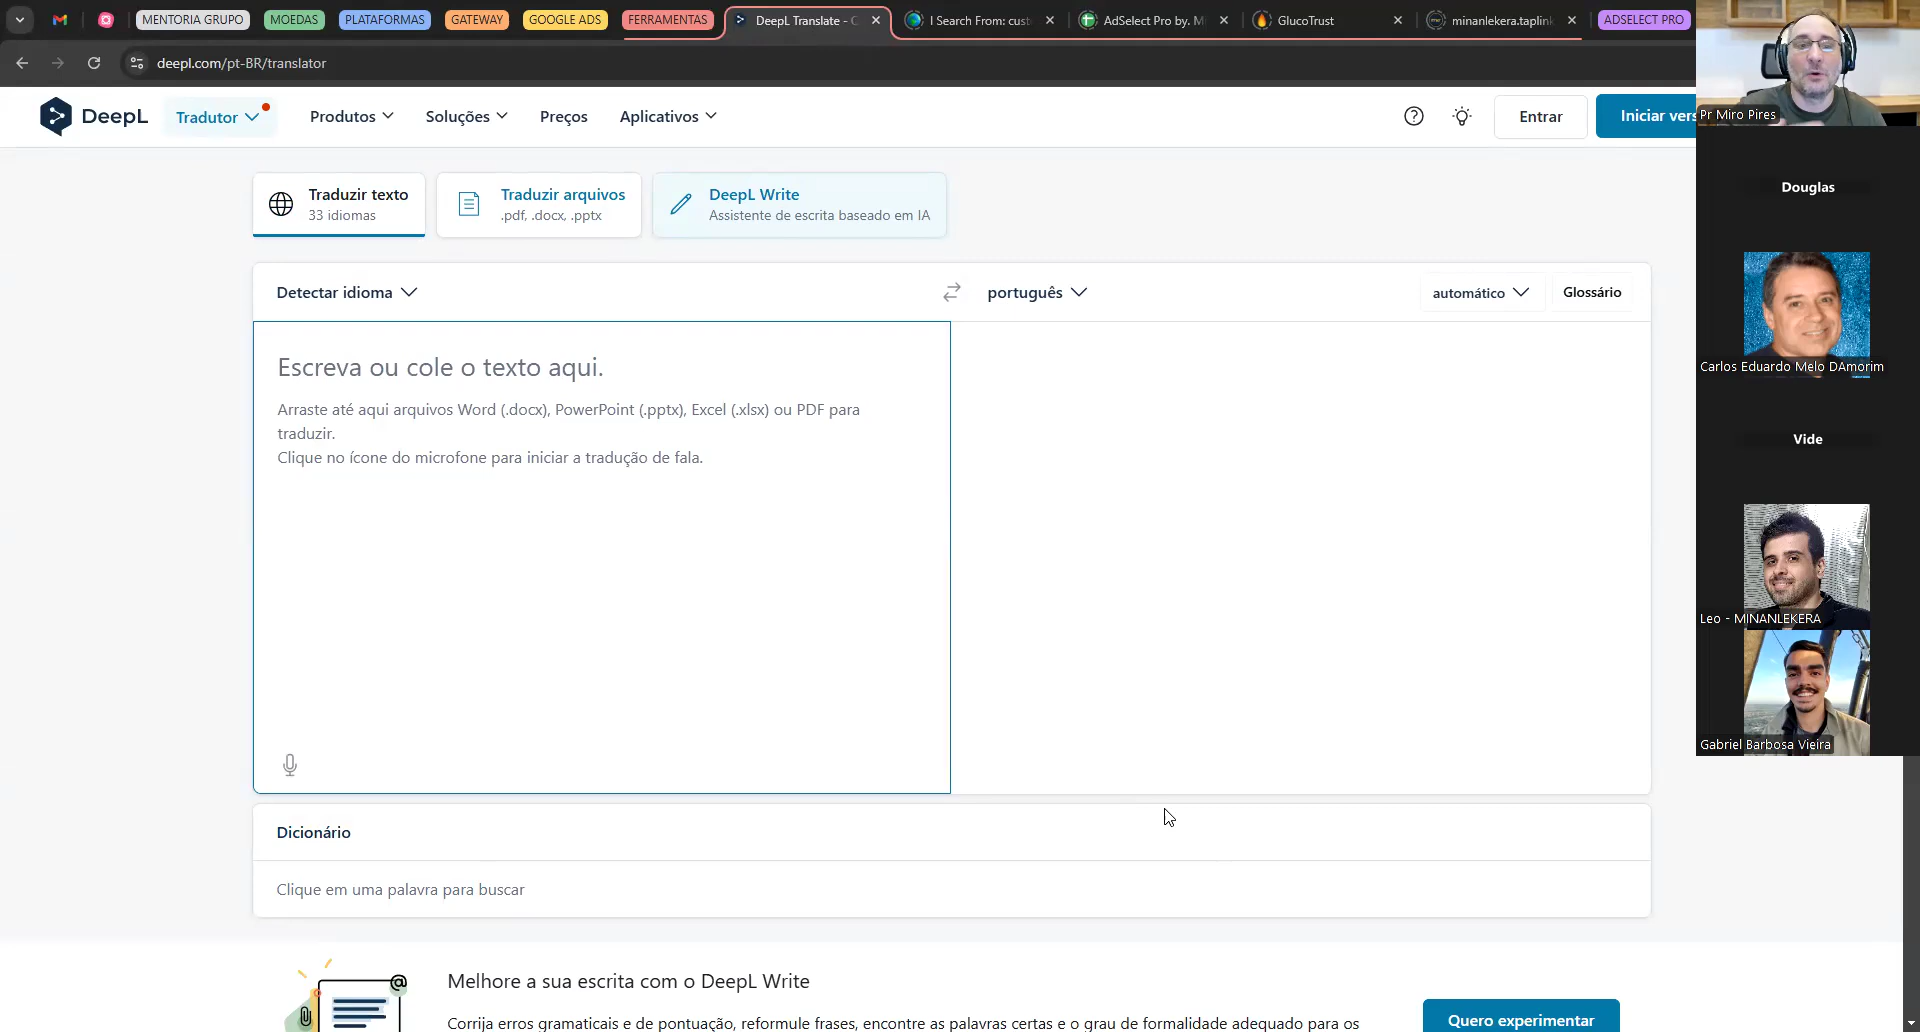 MENTORIA GRUPO
MOEDAS
PLATAFORMAS
GATEWAY
GOOGLE ADS
FERRAMENTAS
DeepL Translate -
I Search From: cust
AdSelect Pro by. M
GlucoTrust
minanlekera.taplink
ADSELECT PRO
deepl.com/pt-BR/translator
DeepL
Tradutor
Produtos
Soluções
Preços
Aplicativos
Entrar
Iniciar vers
Pr Miro Pires
Traduzir texto
33 idiomas
Traduzir arquivos
.pdf, .docx, .pptx
DeepL Write
Assistente de escrita baseado em IA
Douglas
Detectar idioma
português
automático
Glossário
Escreva ou cole o texto aqui.
Arraste até aqui arquivos Word (.docx), PowerPoint (.pptx), Excel (.xlsx) ou PDF para
traduzir.
Clique no ícone do microfone para iniciar a tradução de fala.
Carlos Eduardo Melo DAmorim
Vide
Leo - MINANLEKERA
Gabriel Barbosa Vieira
Dicionário
Clique em uma palavra para buscar
Melhore a sua escrita com o DeepL Write
Corrija erros gramaticais e de pontuação, reformule frases, encontre as palavras certas e o grau de formalidade adequado para os
Quero experimentar